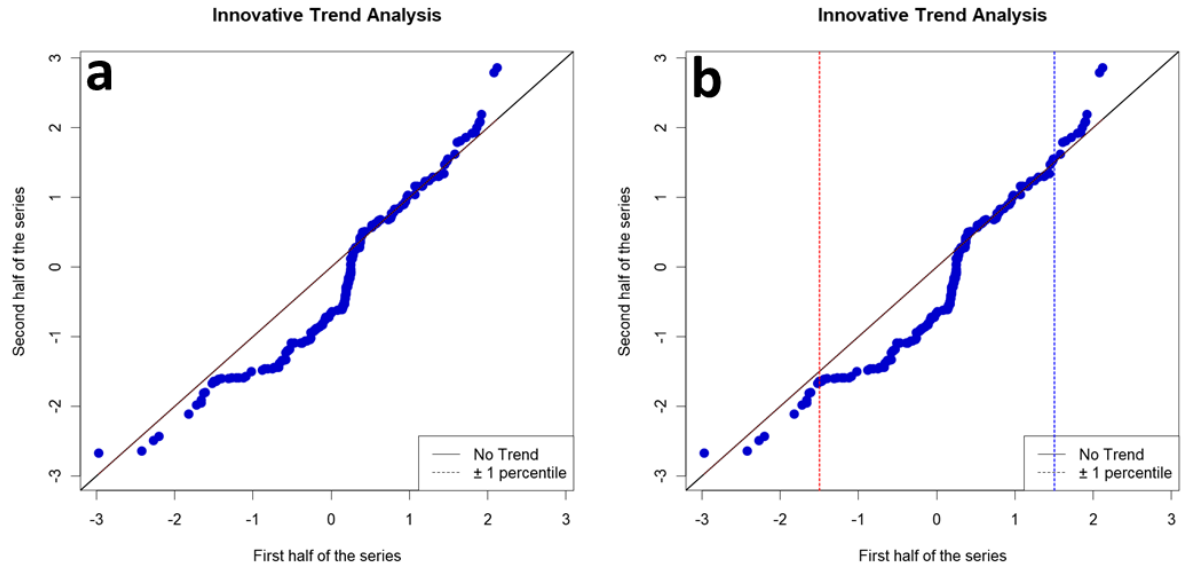 Innovative Trend Analysis
a
Second half of the series
3
2
1
0
-1
-2
-3
No Trend
± 1 percentile
-3 -2 -1 0 1 2 3
First half of the series
Innovative Trend Analysis
b
Second half of the series
3
2
1
0
-1
-2
-3
No Trend
± 1 percentile
-3 -2 -1 0 1 2 3
First half of the series